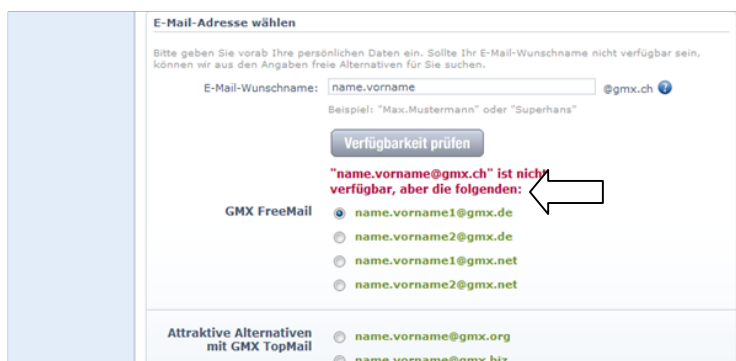 E-Mail-Adresse wählen
Bitte geben Sie vorab Ihre persönlichen Daten ein. Sollte Ihr E-Mail-Wunschname nicht verfügbar sein,
können wir aus den Angaben freie Alternativen für Sie suchen.
E-Mail-Wunschname: name.vorname @gmx.ch ?
Beispiel: "Max.Mustermann" oder "Superhans"
Verfügbarkeit prüfen
"name.vorname@gmx.ch" ist nicht
verfügbar, aber die folgenden:
GMX FreeMail name.vorname1@gmx.de
name.vorname2@gmx.de
name.vorname1@gmx.net
name.vorname2@gmx.net
Attraktive Alternativen name.vorname@gmx.org
mit GMX TopMail
name.vorname@gmx.biz